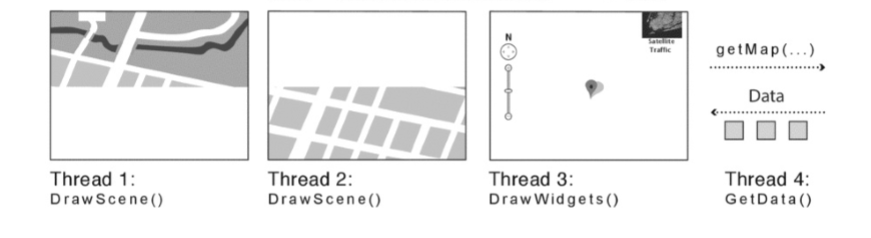 N
Satellite
Traffic
getMap(...)
Data
Thread 1:
DrawScene()
Thread 2:
DrawScene()
Thread 3:
DrawWidgets()
Thread 4:
GetData()